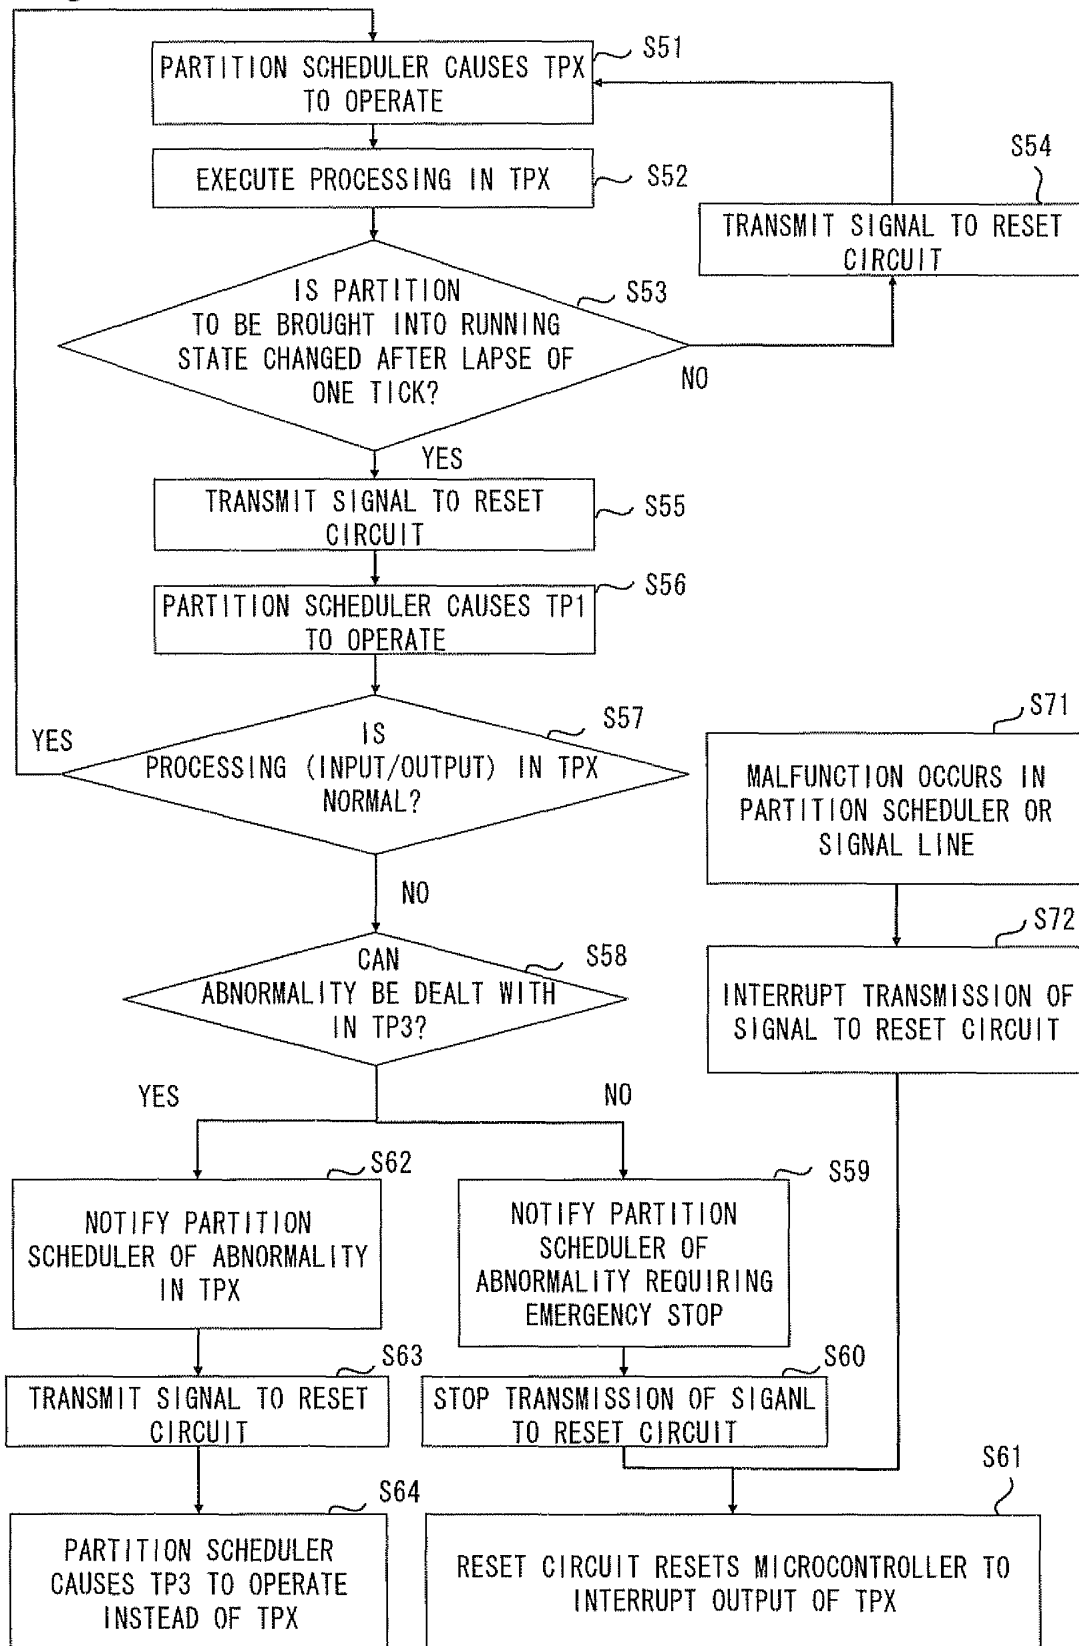 S51
PARTITION SCHEDULER CAUSES TPX
TO OPERATE
EXECUTE PROCESSING IN TPX
S52
S54
TRANSMIT SIGNAL TO RESET
CIRCUIT
IS PARTITION
TO BE BROUGHT INTO RUNNING
STATE CHANGED AFTER LAPSE OF
ONE TICK?
S53
NO
YES
TRANSMIT SIGNAL TO RESET
CIRCUIT
S55
S56
PARTITION SCHEDULER CAUSES TP1
TO OPERATE
YES
IS
PROCESSING (INPUT/OUTPUT) IN TPX
NORMAL?
S57
S71
MALFUNCTION OCCURS IN
PARTITION SCHEDULER OR
SIGNAL LINE
NO
S72
INTERRUPT TRANSMISSION OF
SIGNAL TO RESET CIRCUIT
CAN
ABNORMALITY BE DEALT WITH
IN TP3?
S58
YES
NO
S62
NOTIFY PARTITION
SCHEDULER OF ABNORMALITY
IN TPX
S59
NOTIFY PARTITION
SCHEDULER OF
ABNORMALITY REQUIRING
EMERGENCY STOP
S63
TRANSMIT SIGNAL TO RESET
CIRCUIT
S60
STOP TRANSMISSION OF SIGANL
TO RESET CIRCUIT
S64
PARTITION SCHEDULER
CAUSES TP3 TO OPERATE
INSTEAD OF TPX
S61
RESET CIRCUIT RESETS MICROCONTROLLER TO
INTERRUPT OUTPUT OF TPX